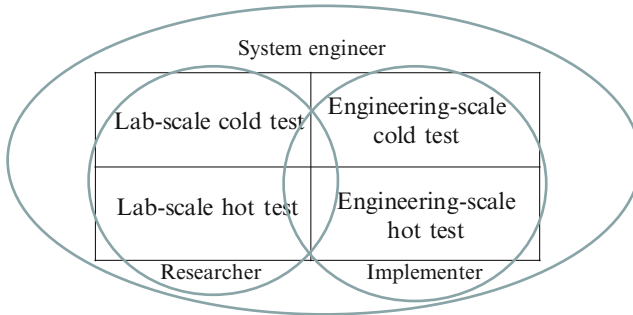 System engineer
Lab-scale cold test
Engineering-scale
cold test
Lab-scale hot test
Engineering-scale
hot test
Researcher
Implementer